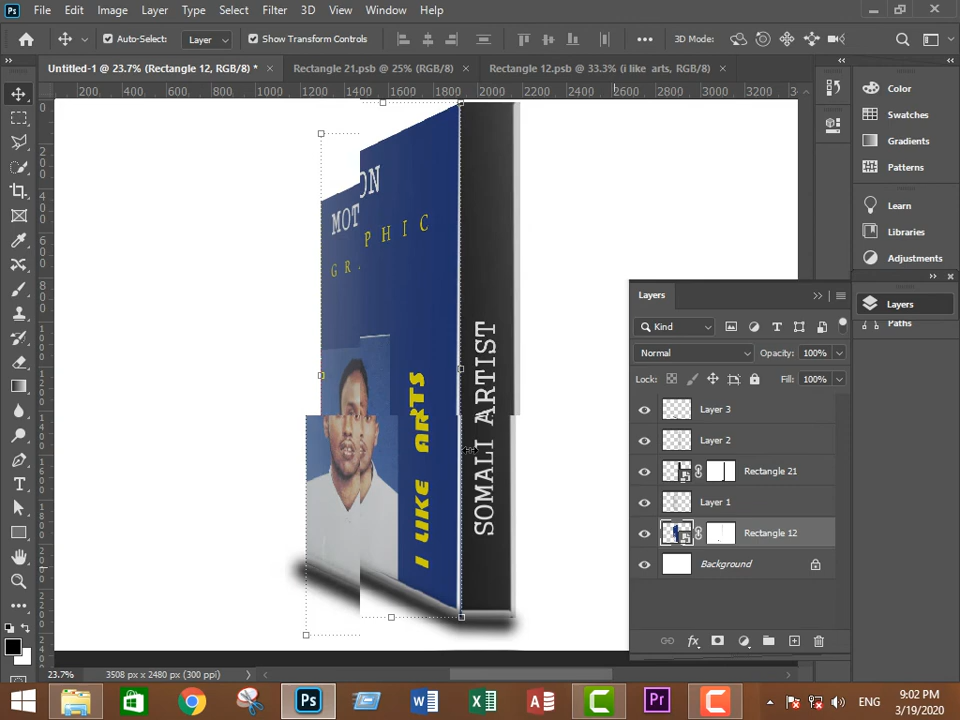 Ps File Edit Image Layer Type Select Filter 3D View Window Help
Auto-Select: Layer Show Transform Controls 3D Mode:
Untitled-1 @ 23.7% (Rectangle 12, RGB/8) * × Rectangle 21.psb @ 25% (RGB/8) × Rectangle 12.psb @ 33.3% (i like arts, RGB/8) ×
200 400 600 800 1000 1200 1400 1600 1800 2000 2200 2400 2600 2800 3000 3200
Color
Swatches
Gradients
Patterns
Learn
Libraries
Adjustments
Layers
Paths
ON
MOT
PHIC
GR
I LIKE ARTS
SOMALI ARTIST
Layers
Kind
Normal Opacity: 100%
Lock: Fill: 100%
Layer 3
Layer 2
Rectangle 21
Layer 1
Rectangle 12
Background
fx
23.7% 3508 px x 2480 px (300 ppi)
ENG 9:02 PM
3/19/2020